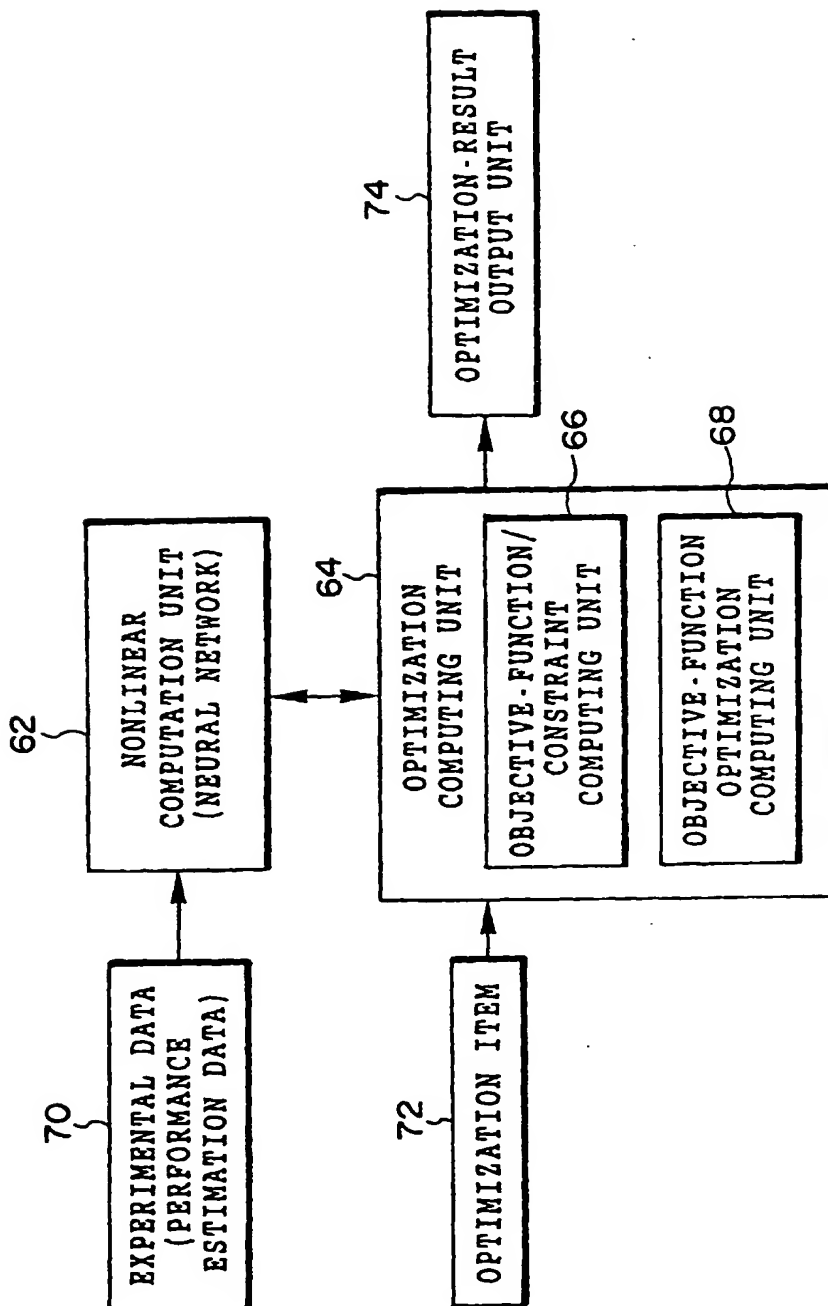 70
EXPERIMENTAL DATA
(PERFORMANCE
ESTIMATION DATA)
62
NONLINEAR
COMPUTATION UNIT
(NEURAL NETWORK)
72
OPTIMIZATION ITEM
64
OPTIMIZATION
COMPUTING UNIT
66
OBJECTIVE-FUNCTION/
CONSTRAINT
COMPUTING UNIT
68
OBJECTIVE-FUNCTION
OPTIMIZATION
COMPUTING UNIT
74
OPTIMIZATION-RESULT
OUTPUT UNIT